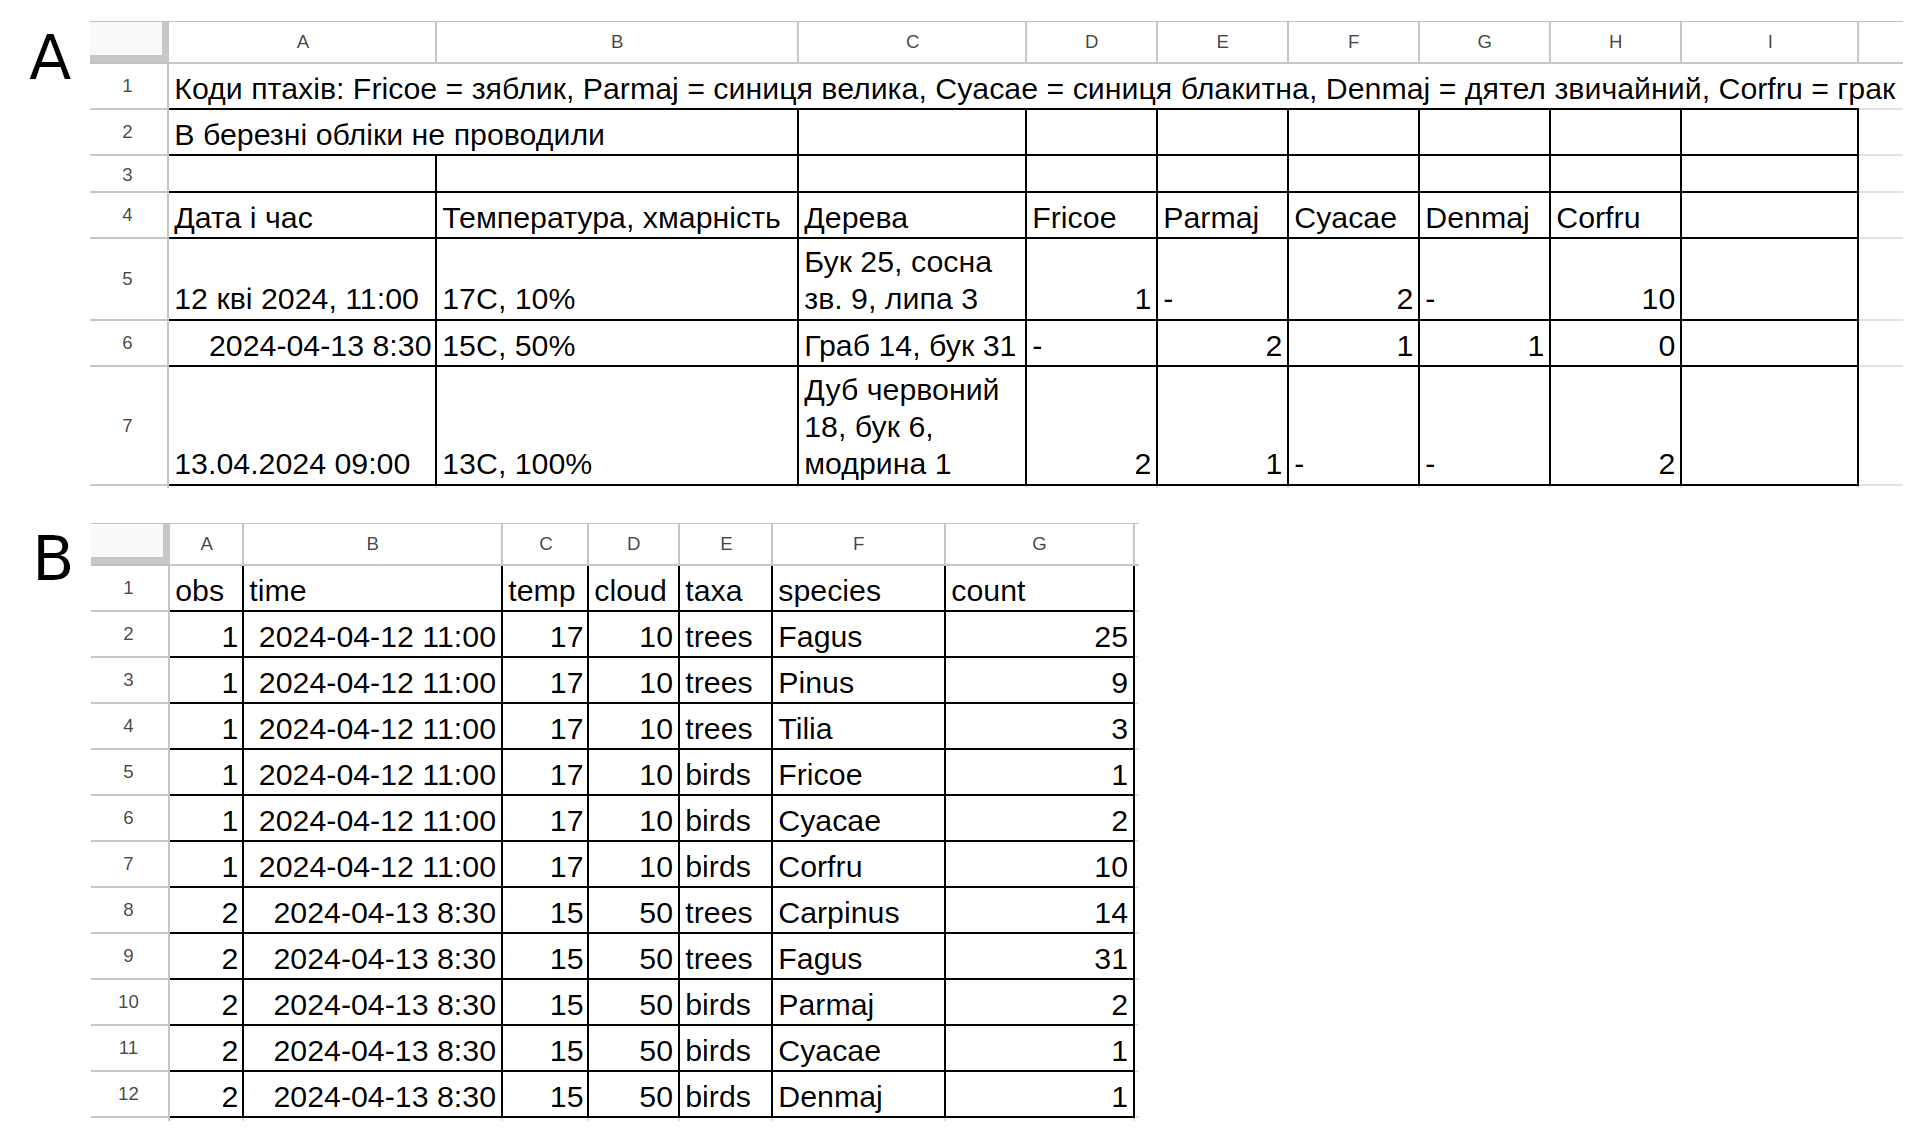 A
A B C D E F G H I
1 Коди птахів: Fricoe = зяблик, Parmaj = синиця велика, Cyacae = синиця блакитна, Denmaj = дятел звичайний, Corfru = грак
2 В березні обліки не проводили
3
4 Дата і час Температура, хмарність Дерева Fricoe Parmaj Cyacae Denmaj Corfru
Бук 25, сосна
5 12 кві 2024, 11:00 17C, 10% зв. 9, липа 3 1 - 2 - 10
6 2024-04-13 8:30 15C, 50% Граб 14, бук 31 - 2 1 1 0
Дуб червоний
18, бук 6,
7 13.04.2024 09:00 13C, 100% модрина 1 2 1 - - 2
B
A B C D E F G
1 obs time temp cloud taxa species count
2 1 2024-04-12 11:00 17 10 trees Fagus 25
3 1 2024-04-12 11:00 17 10 trees Pinus 9
4 1 2024-04-12 11:00 17 10 trees Tilia 3
5 1 2024-04-12 11:00 17 10 birds Fricoe 1
6 1 2024-04-12 11:00 17 10 birds Cyacae 2
7 1 2024-04-12 11:00 17 10 birds Corfru 10
8 2 2024-04-13 8:30 15 50 trees Carpinus 14
9 2 2024-04-13 8:30 15 50 trees Fagus 31
10 2 2024-04-13 8:30 15 50 birds Parmaj 2
11 2 2024-04-13 8:30 15 50 birds Cyacae 1
12 2 2024-04-13 8:30 15 50 birds Denmaj 1